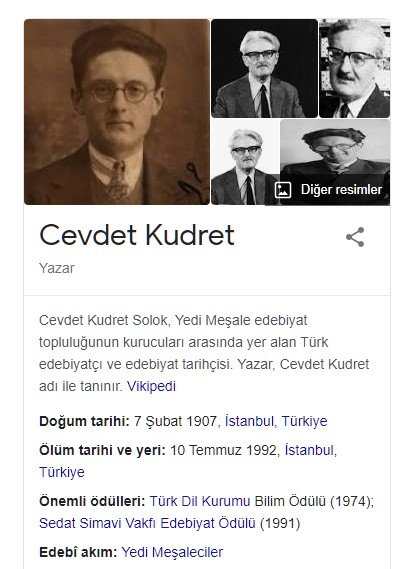 Diğer resimler
Cevdet Kudret
Yazar
Cevdet Kudret Solok, Yedi Meşale edebiyat
topluluğunun kurucuları arasında yer alan Türk
edebiyatçı ve edebiyat tarihçisi. Yazar, Cevdet Kudret
adı ile tanınır. Vikipedi
Doğum tarihi: 7 Şubat 1907, İstanbul, Türkiye
Ölüm tarihi ve yeri: 10 Temmuz 1992, İstanbul,
Türkiye
Önemli ödülleri: Türk Dil Kurumu Bilim Ödülü (1974);
Sedat Simavi Vakfı Edebiyat Ödülü (1991)
Edebî akım: Yedi Meşaleciler